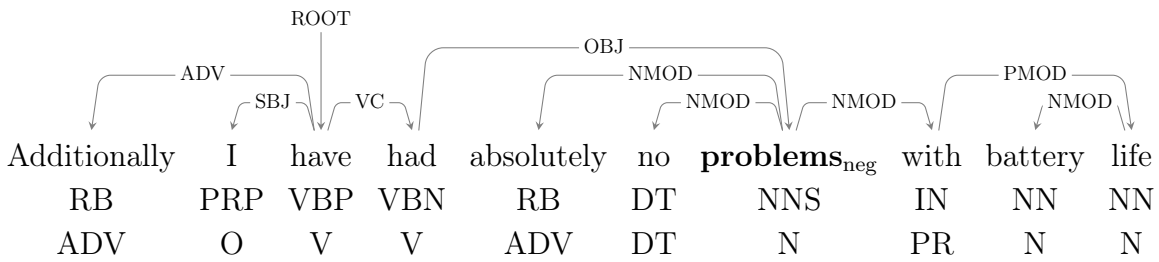 ROOT
OBJ
ADV NMOD PMOD
SBJ VC NMOD NMOD NMOD
Additionally I have had absolutely no problemsneg with battery life
RB PRP VBP VBN RB DT NNS IN NN NN
ADV O V V ADV DT N PR N N